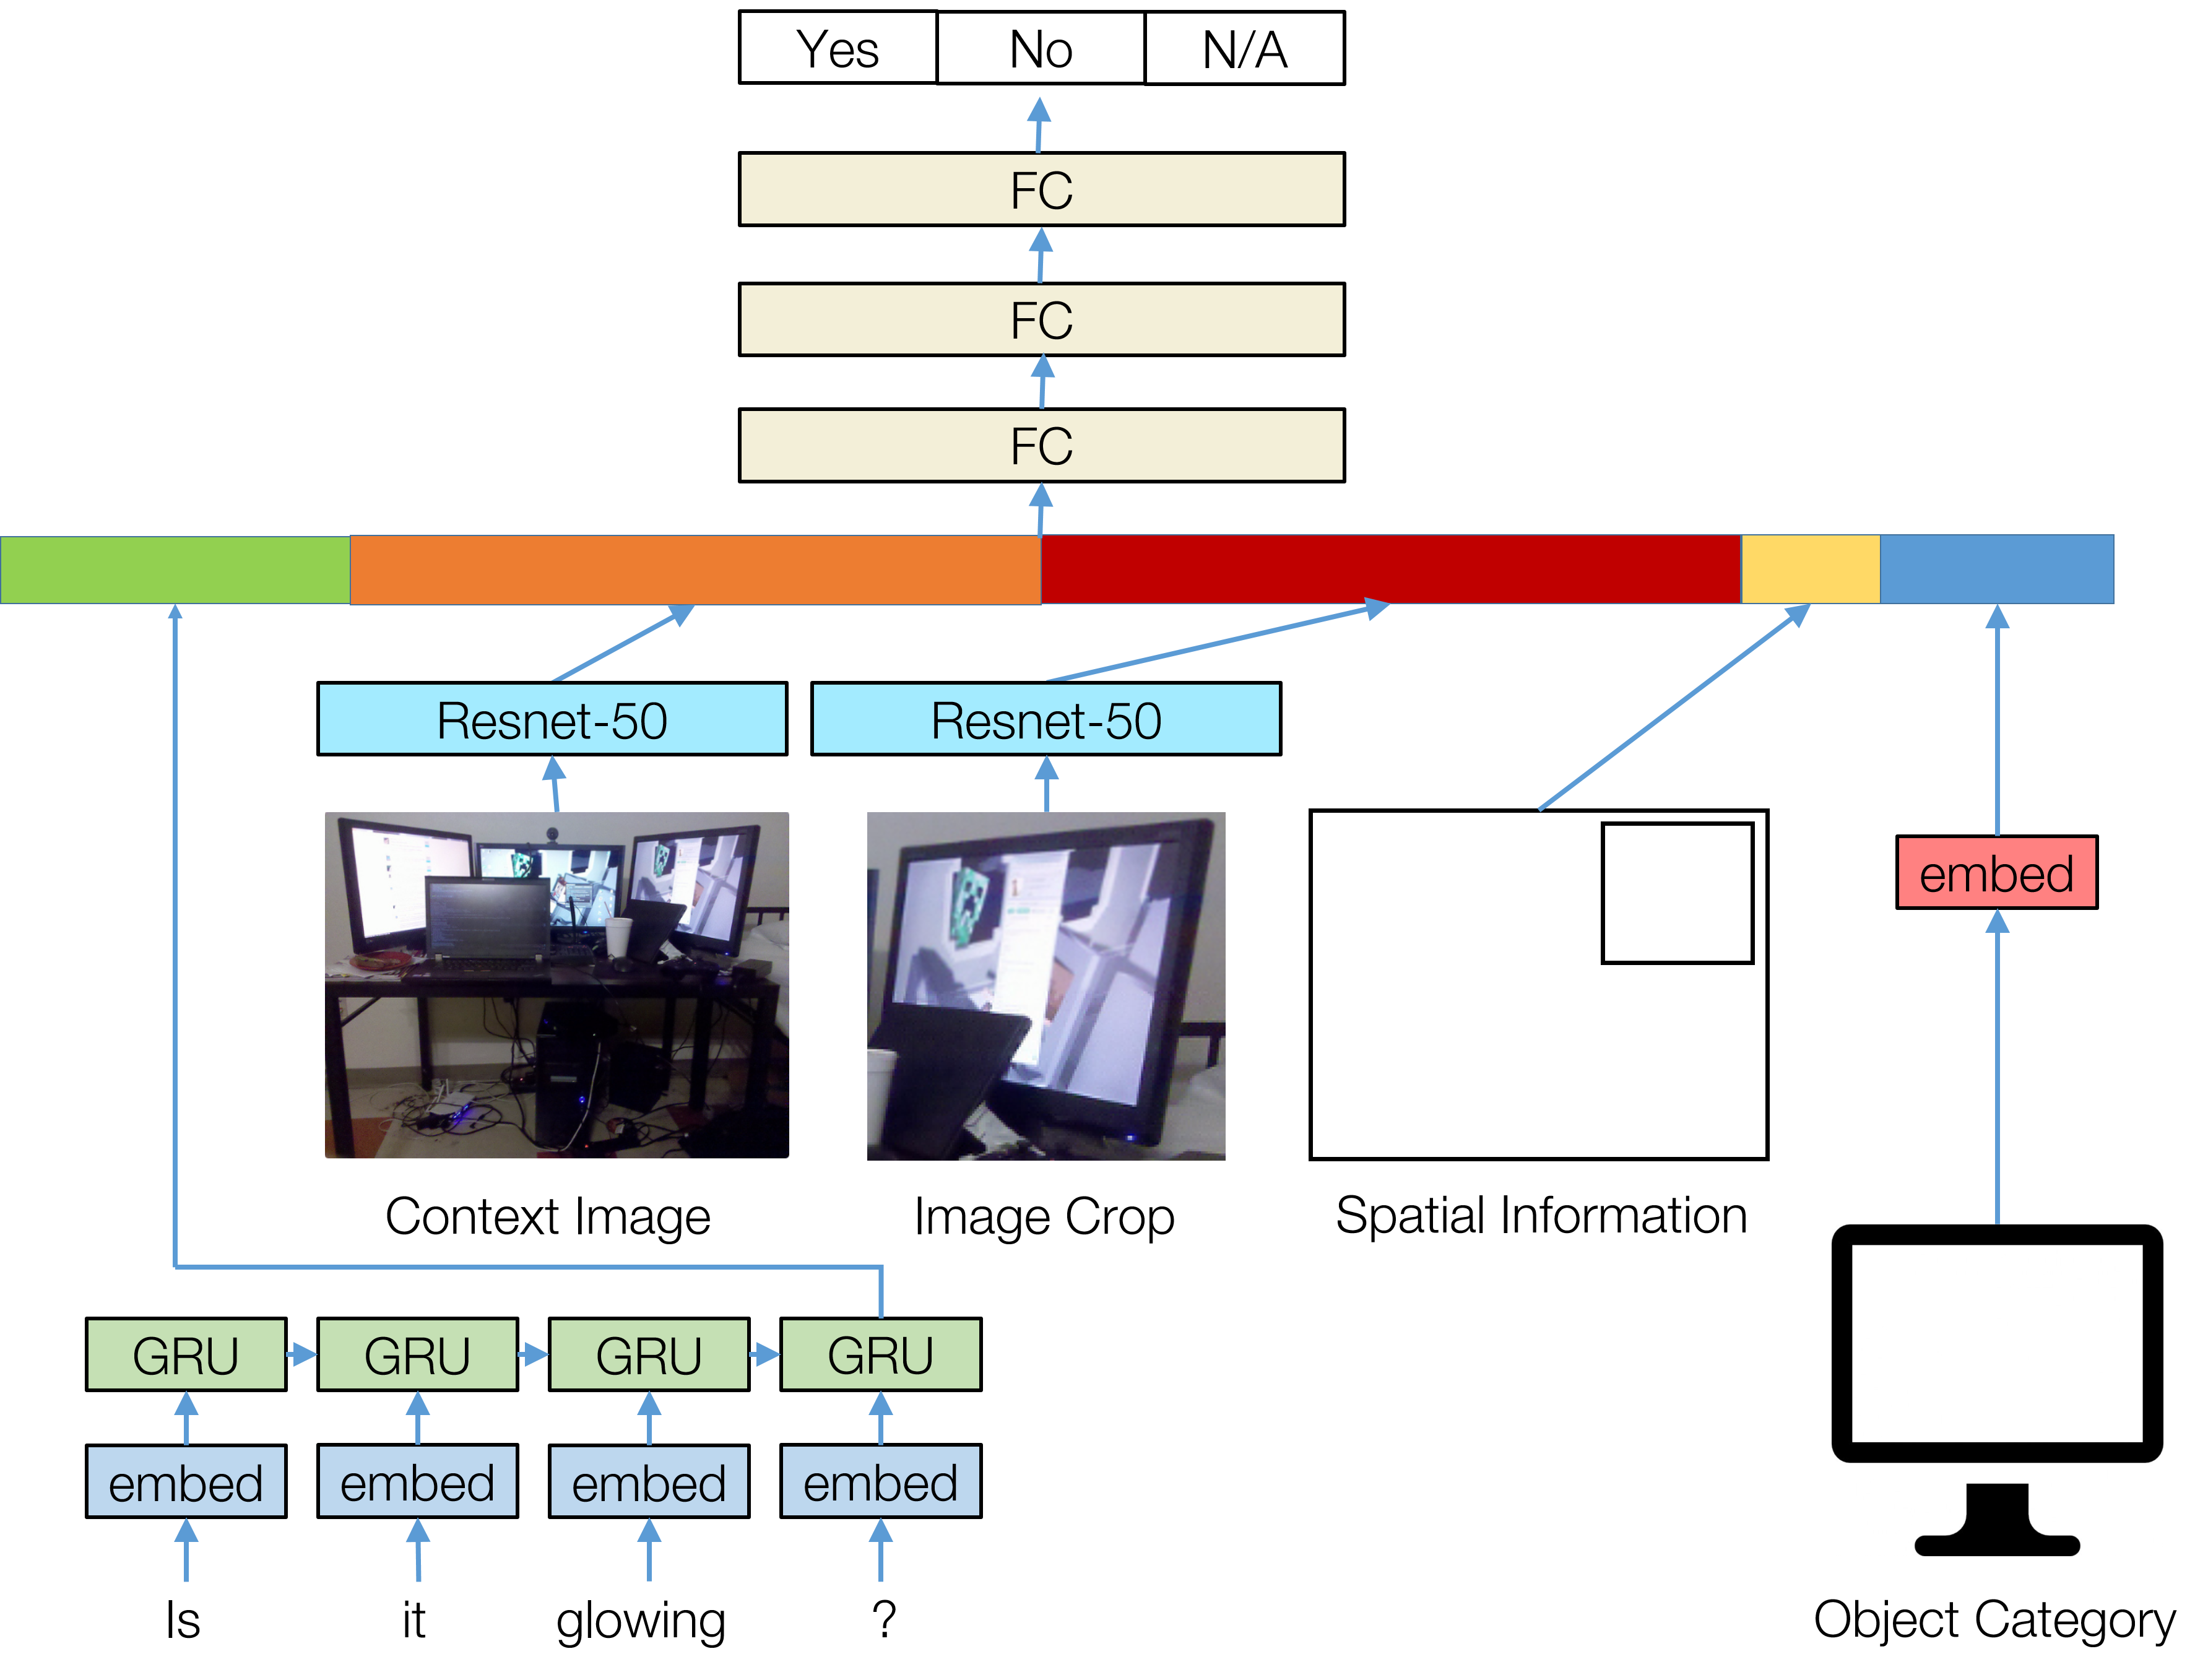 Yes No N/A
FC
FC
FC
Resnet-50 Resnet-50
embed
Context Image Image Crop Spatial Information
GRU GRU GRU GRU
embed embed embed embed
Is it glowing ?
Object Category